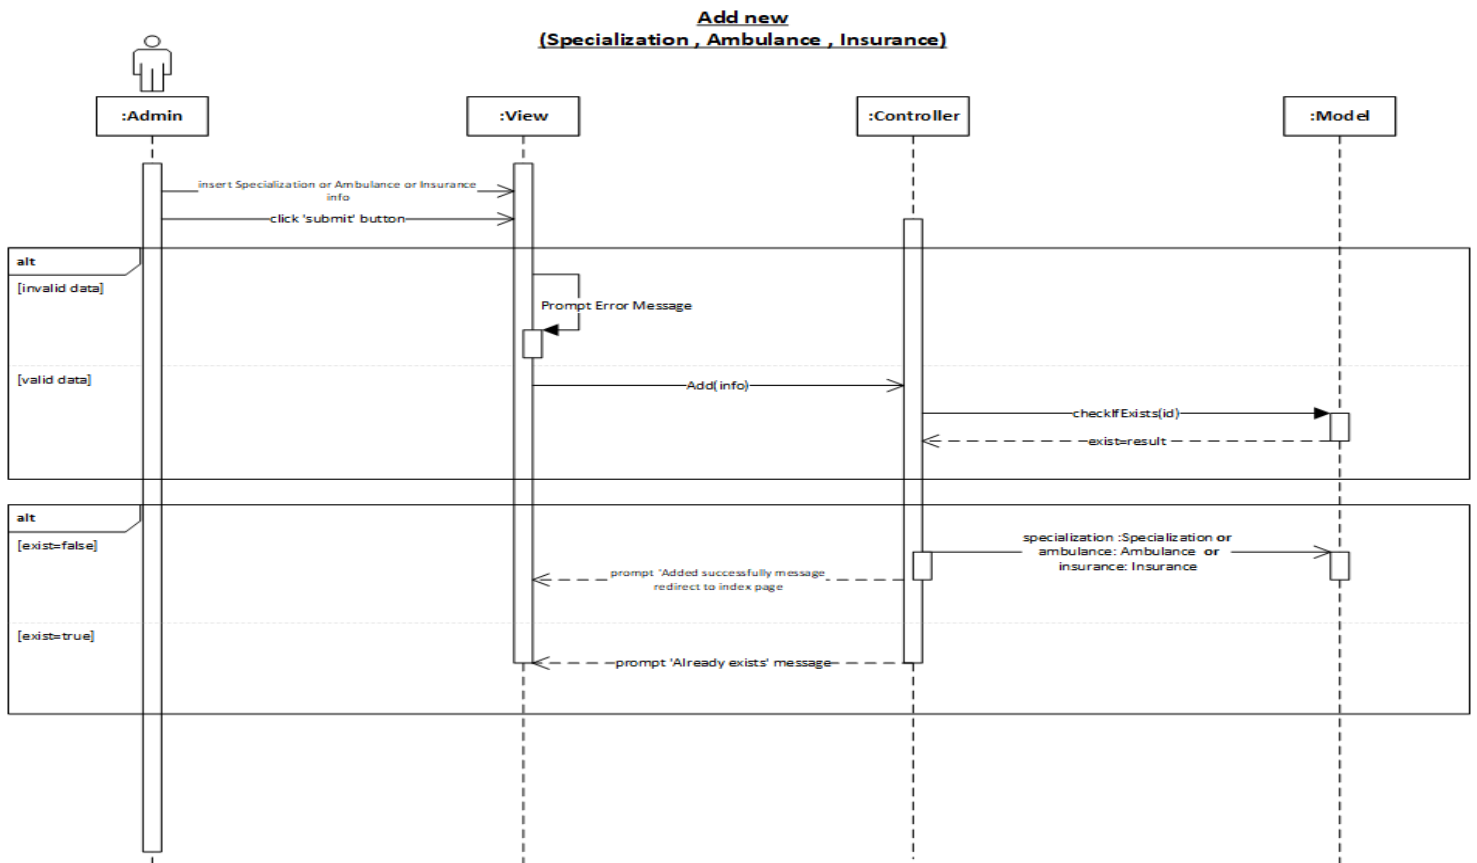 Add new
(Specialization , Ambulance , Insurance)
:Admin
:View
:Controller
:Model
insert Specialization or Ambulance or Insurance
info
click 'submit' button
alt
[invalid data]
Prompt Error Message
[valid data]
Add(info)
checkIfExists(id)
exist=result
alt
[exist=false]
specialization :Specialization or
ambulance: Ambulance or
insurance: Insurance
prompt 'Added successfully message
redirect to index page
[exist=true]
prompt 'Already exists' message